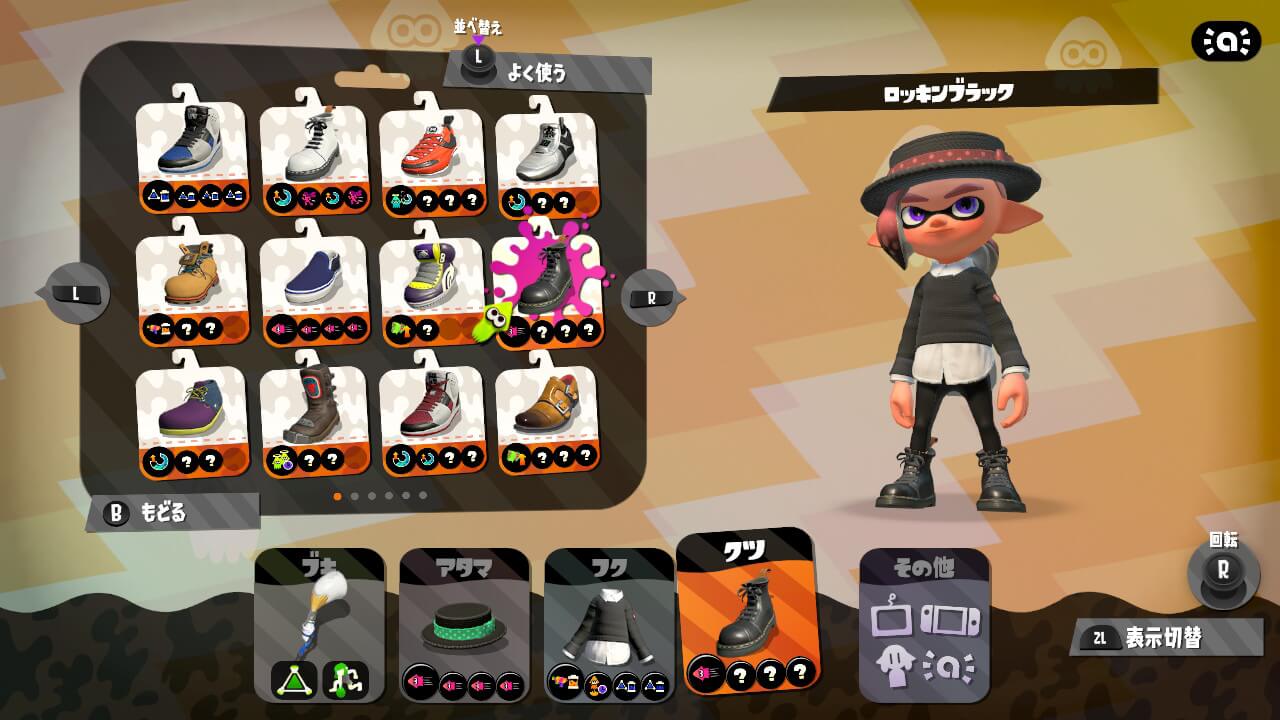 並べ替え
L
よく使う
ロッキンブラック
L
R
B もどる
ブキ
アタマ
フク
クツ
その他
回転
R
ZL 表示切替